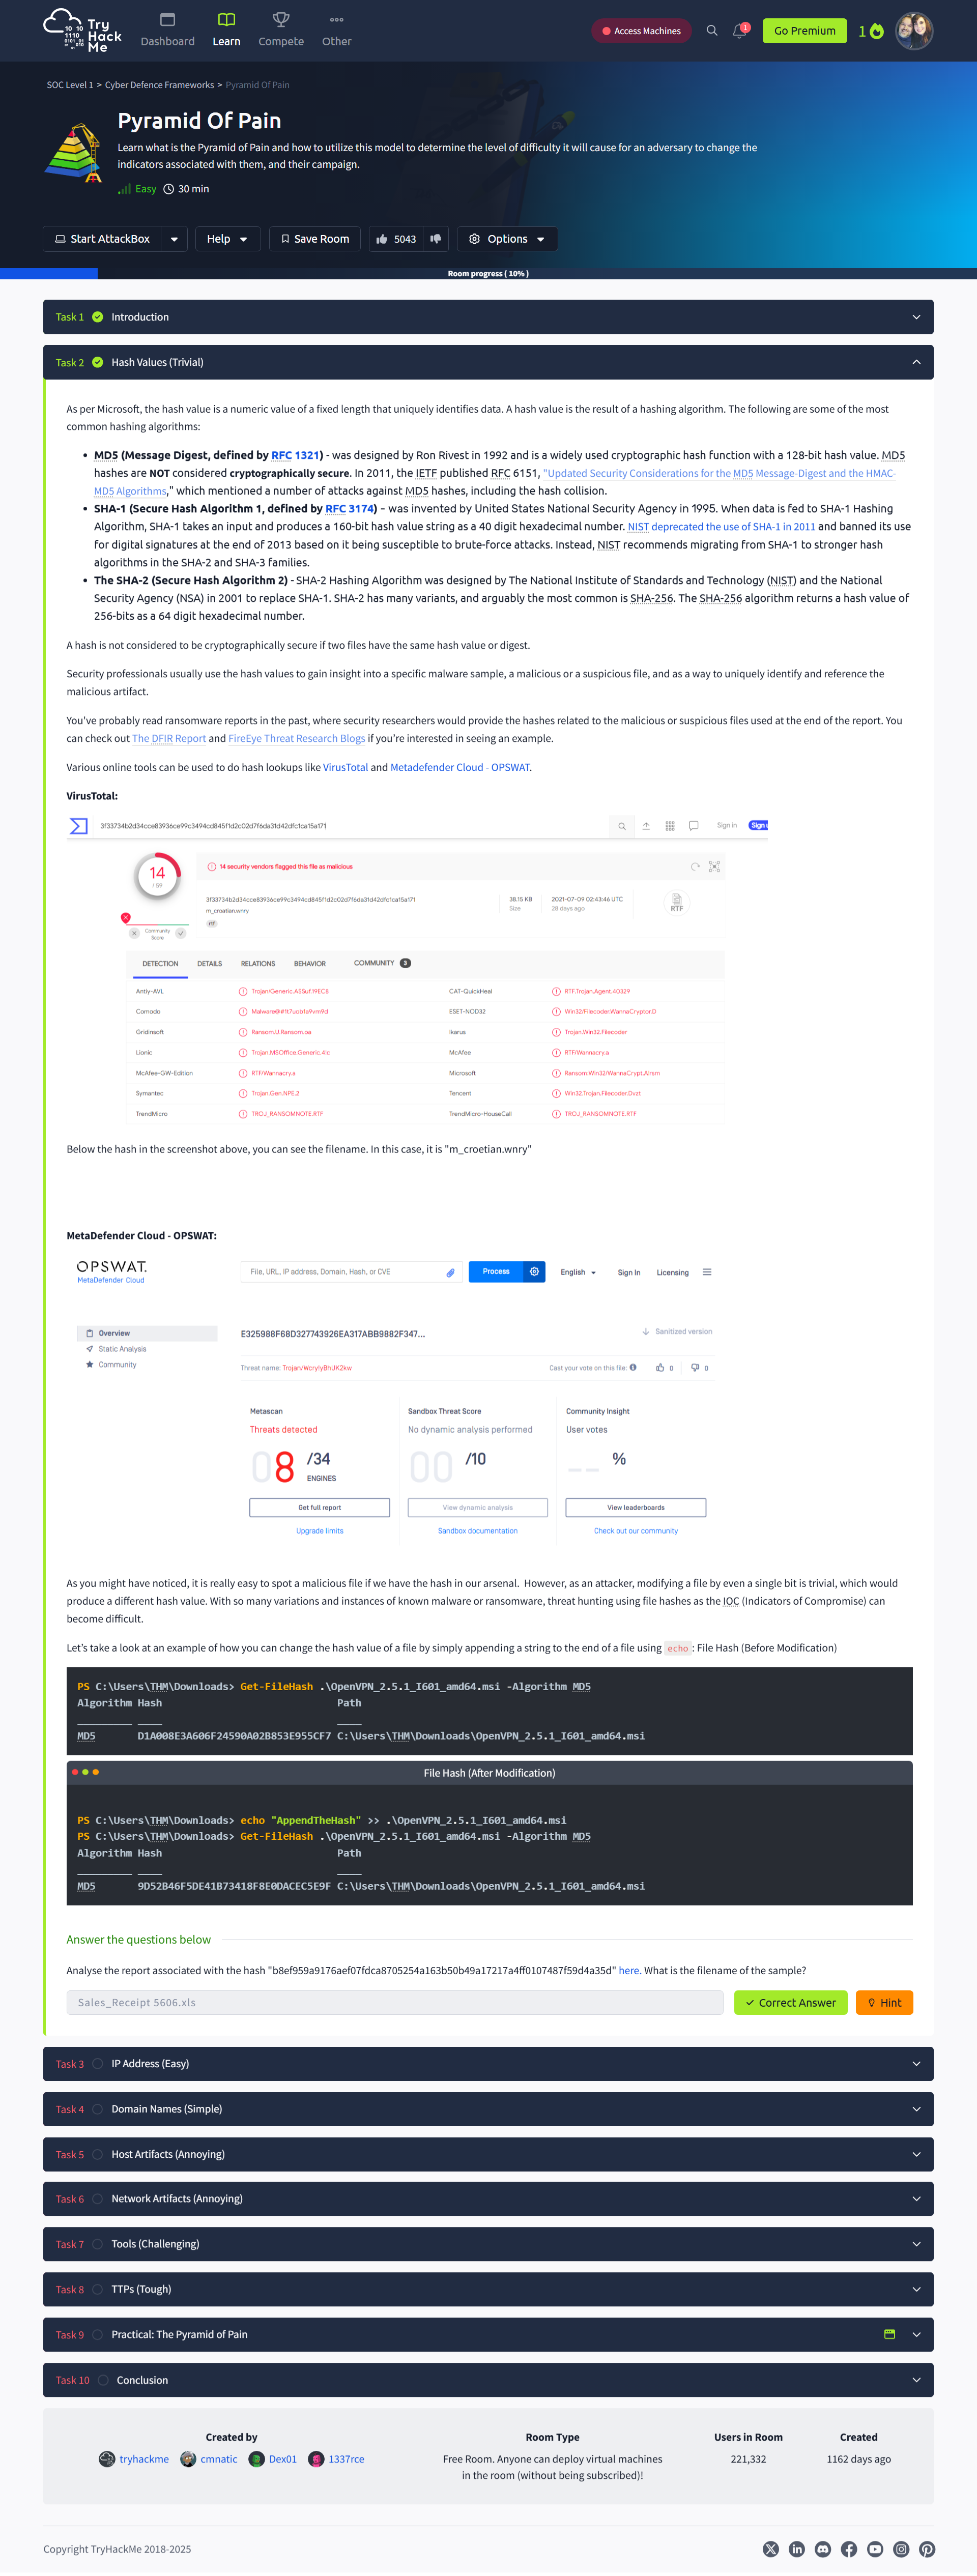 Try Hack Me
Dashboard
Learn
Compete
Other
Access Machines
1
Go Premium
1
SOC Level 1 > Cyber Defence Frameworks > Pyramid Of Pain
Pyramid Of Pain
Learn what is the Pyramid of Pain and how to utilize this model to determine the level of difficulty it will cause for an adversary to change the
indicators associated with them, and their campaign.
Easy 30 min
Start AttackBox
Help
Save Room
5043
Options
Room progress ( 10% )
Task 1 Introduction
Task 2 Hash Values (Trivial)
As per Microsoft, the hash value is a numeric value of a fixed length that uniquely identifies data. A hash value is the result of a hashing algorithm. The following are some of the most
common hashing algorithms:
• MD5 (Message Digest, defined by RFC 1321) - was designed by Ron Rivest in 1992 and is a widely used cryptographic hash function with a 128-bit hash value. MD5
hashes are NOT considered cryptographically secure. In 2011, the IETF published RFC 6151, "Updated Security Considerations for the MD5 Message-Digest and the HMAC-
MD5 Algorithms," which mentioned a number of attacks against MD5 hashes, including the hash collision.
• SHA-1 (Secure Hash Algorithm 1, defined by RFC 3174) - was invented by United States National Security Agency in 1995. When data is fed to SHA-1 Hashing
Algorithm, SHA-1 takes an input and produces a 160-bit hash value string as a 40 digit hexadecimal number. NIST deprecated the use of SHA-1 in 2011 and banned its use
for digital signatures at the end of 2013 based on it being susceptible to brute-force attacks. Instead, NIST recommends migrating from SHA-1 to stronger hash
algorithms in the SHA-2 and SHA-3 families.
• The SHA-2 (Secure Hash Algorithm 2) - SHA-2 Hashing Algorithm was designed by The National Institute of Standards and Technology (NIST) and the National
Security Agency (NSA) in 2001 to replace SHA-1. SHA-2 has many variants, and arguably the most common is SHA-256. The SHA-256 algorithm returns a hash value of
256-bits as a 64 digit hexadecimal number.
A hash is not considered to be cryptographically secure if two files have the same hash value or digest.
Security professionals usually use the hash values to gain insight into a specific malware sample, a malicious or a suspicious file, and as a way to uniquely identify and reference the
malicious artifact.
You've probably read ransomware reports in the past, where security researchers would provide the hashes related to the malicious or suspicious files used at the end of the report. You
can check out The DFIR Report and FireEye Threat Research Blogs if you're interested in seeing an example.
Various online tools can be used to do hash lookups like VirusTotal and Metadefender Cloud - OPSWAT.
VirusTotal:
3f33734b2d34cce83936ce99c3494cd845f1d2c02d7f6da31d42dfc1ca15a171
Sign in
14
/ 59
14 security vendors flagged this file as malicious
3f33734b2d34cce83936ce99c3494cd845f1d2c02d7f6da31d42dfc1ca15a171
m_croatian.wnry
rtf
38.15 KB
Size
2021-07-09 02:43:46 UTC
28 days ago
RTF
Community
Score
DETECTION DETAILS RELATIONS BEHAVIOR COMMUNITY 3
Antiy-AVL Trojan/Generic.ASSuf.19EC8 CAT-QuickHeal RTF.Trojan.Agent.40329
Comodo Malware@#1t7uob1a9vm9d ESET-NOD32 Win32/Filecoder.WannaCryptor.D
Gridinsoft Ransom.U.Ransom.oa Ikarus Trojan.Win32.Filecoder
Lionic Trojan.MSOffice.Generic.4!c McAfee RTF/Wannacry.a
McAfee-GW-Edition RTF/Wannacry.a Microsoft Ransom:Win32/WannaCrypt.A!rsm
Symantec Trojan.Gen.NPE.2 Tencent Win32.Trojan.Filecoder.Dvzt
TrendMicro TROJ_RANSOMNOTE.RTF TrendMicro-HouseCall TROJ_RANSOMNOTE.RTF
Below the hash in the screenshot above, you can see the filename. In this case, it is "m_croetian.wnry"
MetaDefender Cloud - OPSWAT:
OPSWAT.
MetaDefender Cloud
File, URL, IP address, Domain, Hash, or CVE
Process
English
Sign In
Licensing
Overview
Static Analysis
Community
E325988F68D327743926EA317ABB9882F347...
Sanitized version
Threat name: Trojan/WcryIyBhUK2kw
Cast your vote on this file: 0 0
Metascan
Threats detected
08 /34
ENGINES
Get full report
Upgrade limits
Sandbox Threat Score
No dynamic analysis performed
00 /10
View dynamic analysis
Sandbox documentation
Community Insight
User votes
__ %
View leaderboards
Check out our community
As you might have noticed, it is really easy to spot a malicious file if we have the hash in our arsenal. However, as an attacker, modifying a file by even a single bit is trivial, which would
produce a different hash value. With so many variations and instances of known malware or ransomware, threat hunting using file hashes as the IOC (Indicators of Compromise) can
become difficult.
Let's take a look at an example of how you can change the hash value of a file by simply appending a string to the end of a file using echo: File Hash (Before Modification)
PS C:\Users\THM\Downloads> Get-FileHash .\OpenVPN_2.5.1_I601_amd64.msi -Algorithm MD5
Algorithm Hash Path
_________ ____ ____
MD5 D1A008E3A606F24590A02B853E955CF7 C:\Users\THM\Downloads\OpenVPN_2.5.1_I601_amd64.msi
File Hash (After Modification)
PS C:\Users\THM\Downloads> echo "AppendTheHash" >> .\OpenVPN_2.5.1_I601_amd64.msi
PS C:\Users\THM\Downloads> Get-FileHash .\OpenVPN_2.5.1_I601_amd64.msi -Algorithm MD5
Algorithm Hash Path
_________ ____ ____
MD5 9D52B46F5DE41B73418F8E0DACEC5E9F C:\Users\THM\Downloads\OpenVPN_2.5.1_I601_amd64.msi
Answer the questions below
Analyse the report associated with the hash "b8ef959a9176aef07fdca8705254a163b50b49a17217a4ff0107487f59d4a35d" here. What is the filename of the sample?
Sales_Receipt 5606.xls
Correct Answer
Hint
Task 3 IP Address (Easy)
Task 4 Domain Names (Simple)
Task 5 Host Artifacts (Annoying)
Task 6 Network Artifacts (Annoying)
Task 7 Tools (Challenging)
Task 8 TTPs (Tough)
Task 9 Practical: The Pyramid of Pain
Task 10 Conclusion
Created by
tryhackme cmnatic Dex01 1337rce
Room Type
Free Room. Anyone can deploy virtual machines
in the room (without being subscribed)!
Users in Room
221,332
Created
1162 days ago
Copyright TryHackMe 2018-2025